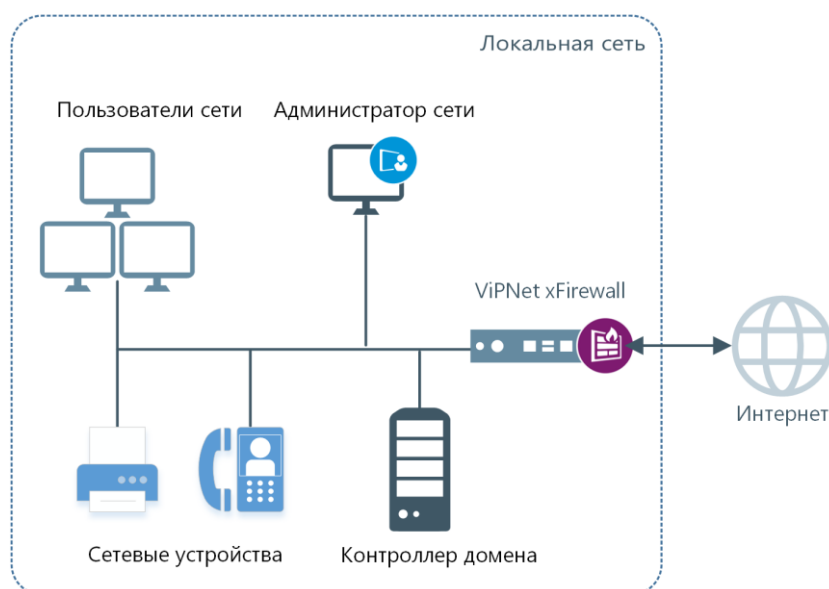 Локальная сеть
Пользователи сети
Администратор сети
ViPNet xFirewall
Интернет
Сетевые устройства
Контроллер домена